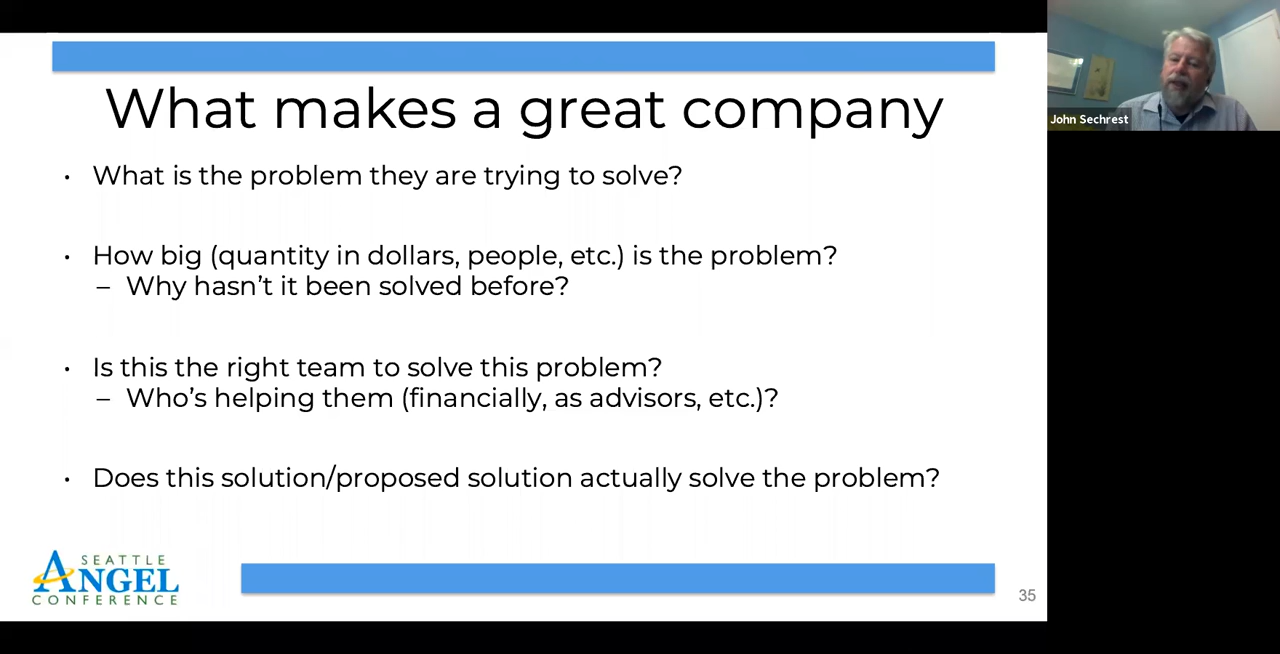 What makes a great company
• What is the problem they are trying to solve?
• How big (quantity in dollars, people, etc.) is the problem?
– Why hasn’t it been solved before?
• Is this the right team to solve this problem?
– Who’s helping them (financially, as advisors, etc.)?
• Does this solution/proposed solution actually solve the problem?
SEATTLE
ANGEL
CONFERENCE
35
John Sechrest